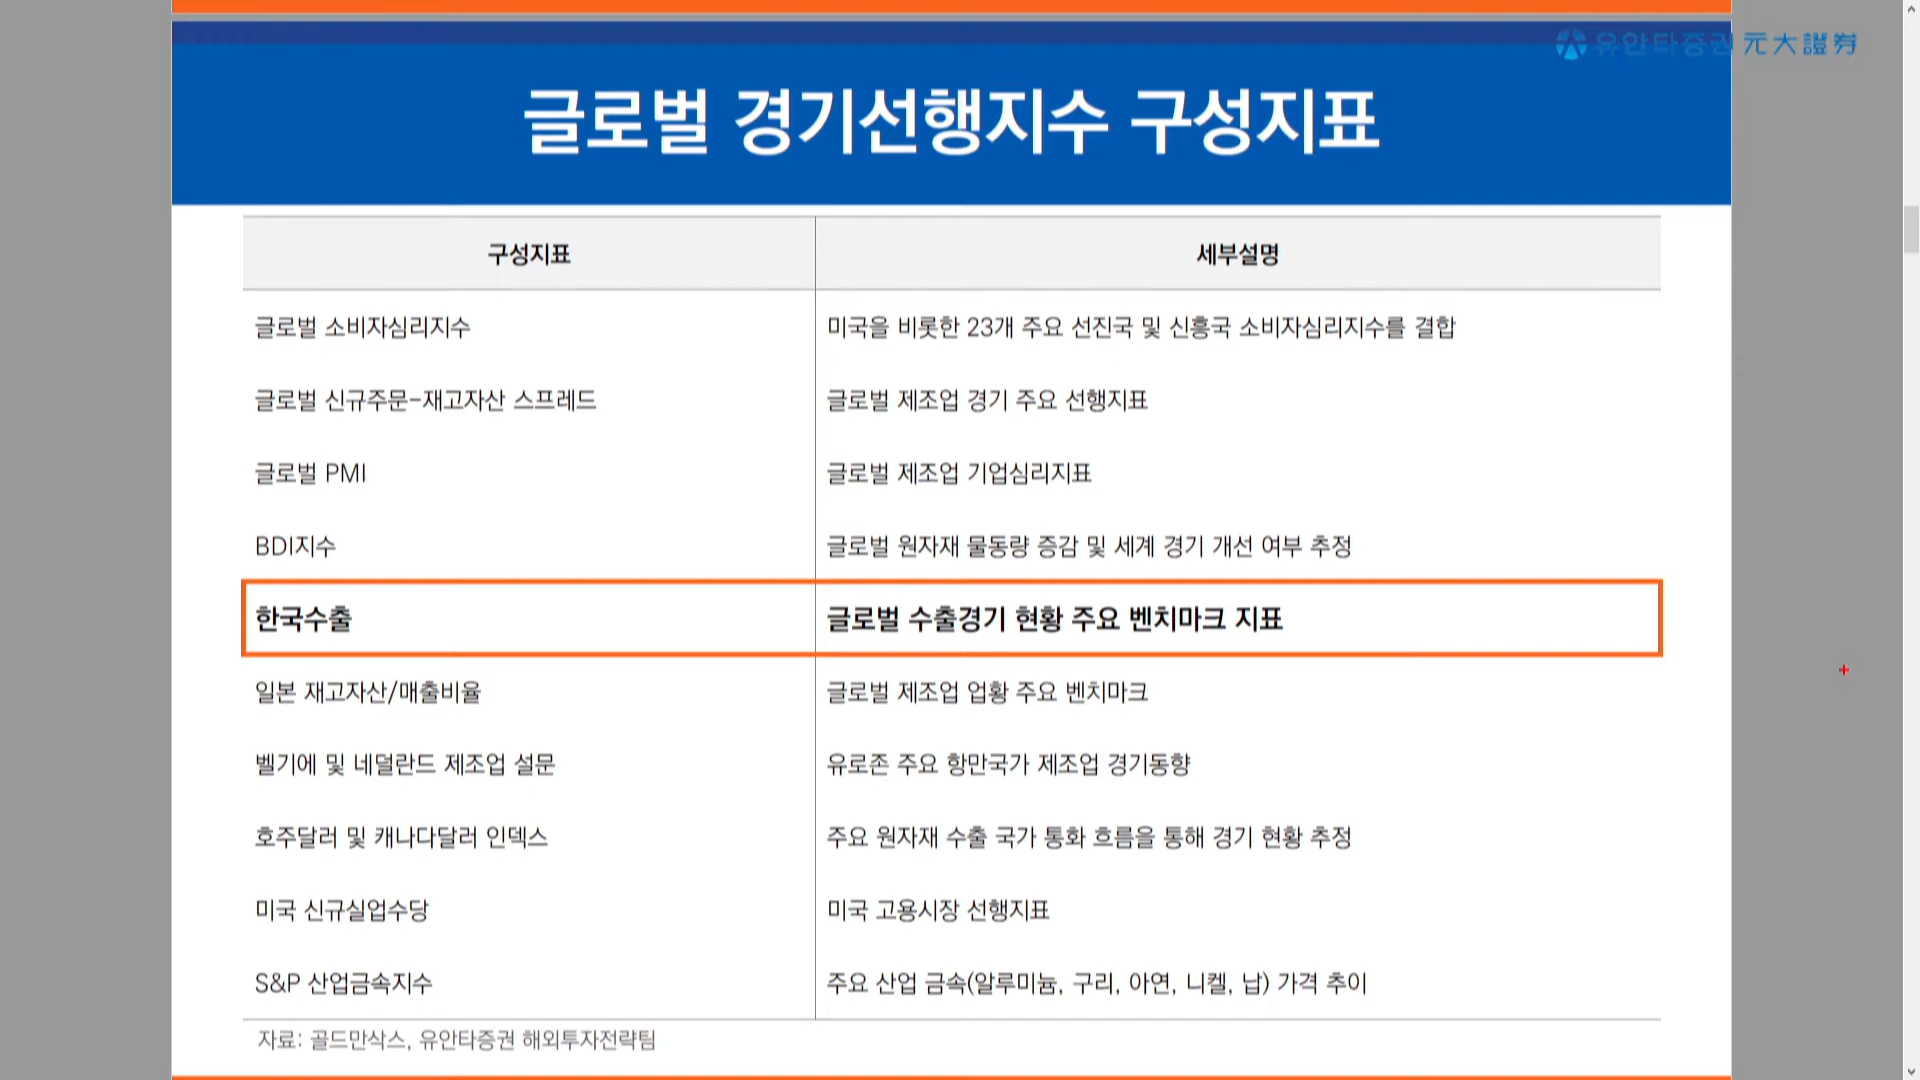 유안타증권 元大證券
글로벌 경기선행지수 구성지표
구성지표 세부설명
글로벌 소비자심리지수 미국을 비롯한 23개 주요 선진국 및 신흥국 소비자심리지수를 결합
글로벌 신규주문-재고자산 스프레드 글로벌 제조업 경기 주요 선행지표
글로벌 PMI 글로벌 제조업 기업심리지표
BDI지수 글로벌 원자재 물동량 증감 및 세계 경기 개선 여부 추정
한국수출 글로벌 수출경기 현황 주요 벤치마크 지표
일본 재고자산/매출비율 글로벌 제조업 업황 주요 벤치마크
벨기에 및 네덜란드 제조업 설문 유로존 주요 항만국가 제조업 경기동향
호주달러 및 캐나다달러 인덱스 주요 원자재 수출 국가 통화 흐름을 통해 경기 현황 추정
미국 신규실업수당 미국 고용시장 선행지표
S&P 산업금속지수 주요 산업 금속(알루미늄, 구리, 아연, 니켈, 납) 가격 추이
자료: 골드만삭스, 유안타증권 해외투자전략팀